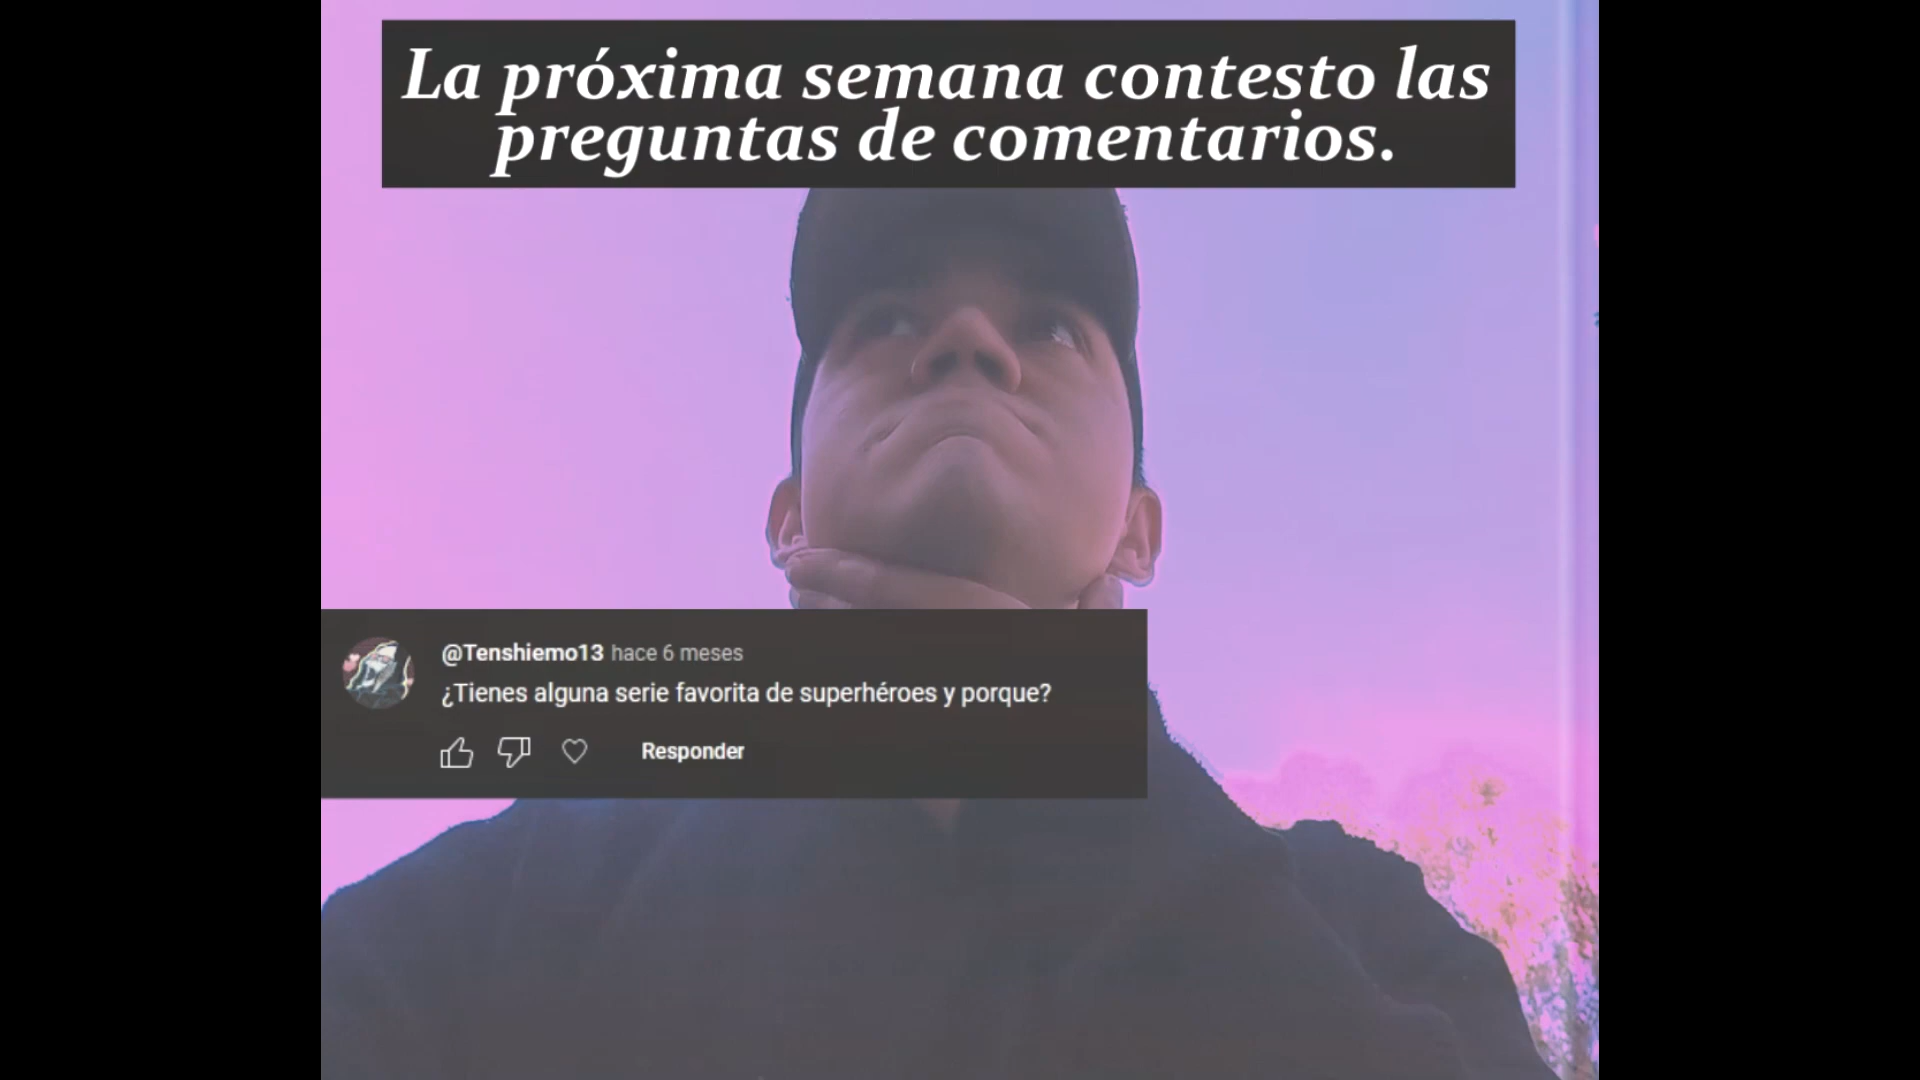 La próxima semana contesto las
preguntas de comentarios.
@Tenshiemo13 hace 6 meses
¿Tienes alguna serie favorita de superhéroes y porque?
Responder